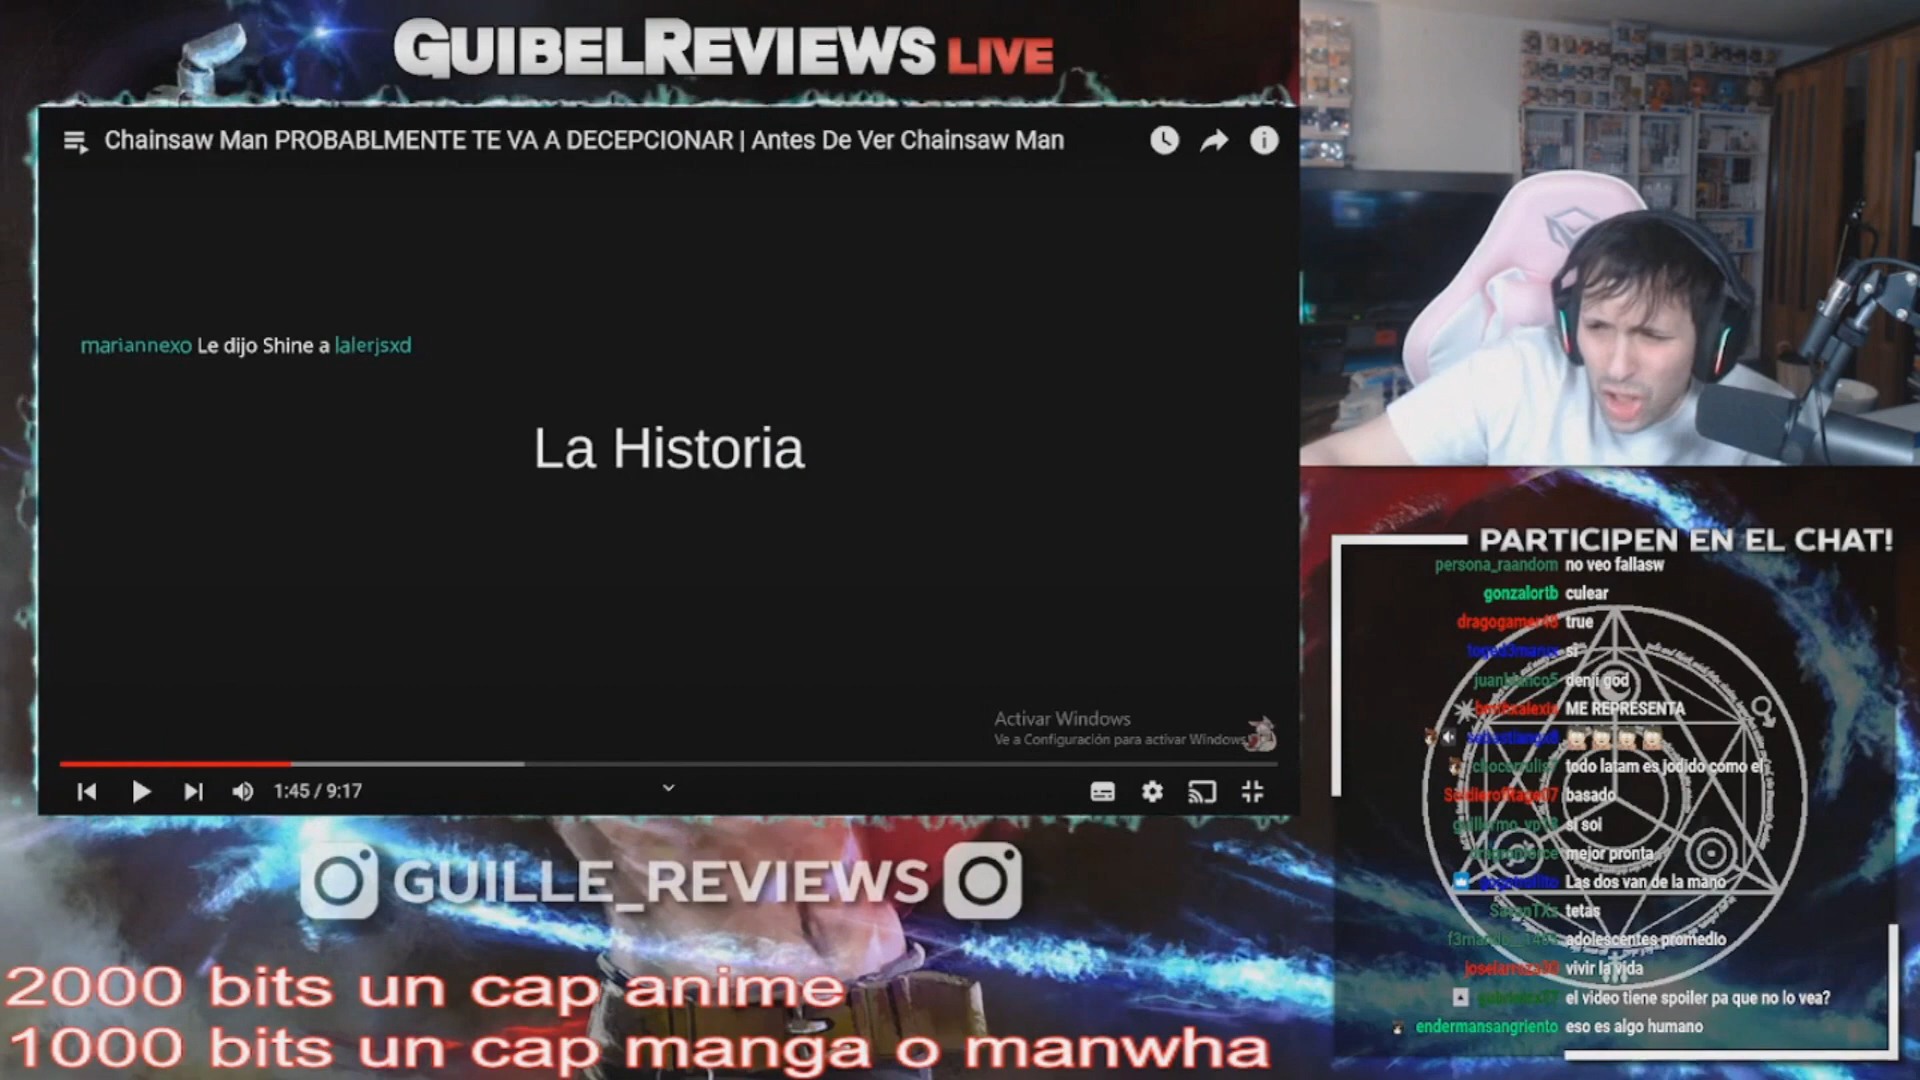 GUIBELREVIEWS LIVE
Chainsaw Man PROBABLMENTE TE VA A DECEPCIONAR | Antes De Ver Chainsaw Man
mariannexo Le dijo Shine a lalerjsxd
La Historia
Activar Windows
Ve a Configuración para activar Windows.
1:45 / 9:17
GUILLE_REVIEWS
2000 bits un cap anime
1000 bits un cap manga o manwha
PARTICIPEN EN EL CHAT!
persona_raandom no veo fallasw
gonzalortb culear
dragogamer48 true
si
denji god
ME REPRESENTA
todo latam es jodido como el
basado
si soi
mejor pronta
Las dos van de la mano
tetas
adolescentes promedio
vivir la vida
el video tiene spoiler pa que no lo vea?
endermansangriento eso es algo humano